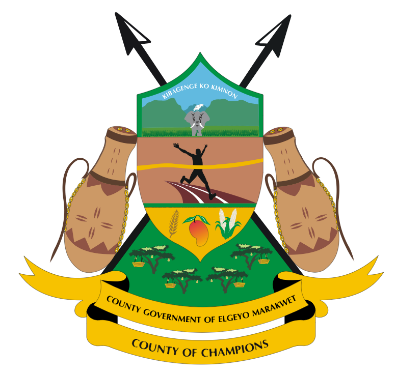 KIBAGENGE KO KIMNON
COUNTY GOVERNMENT OF ELGEYO MARAKWET
COUNTY OF CHAMPIONS